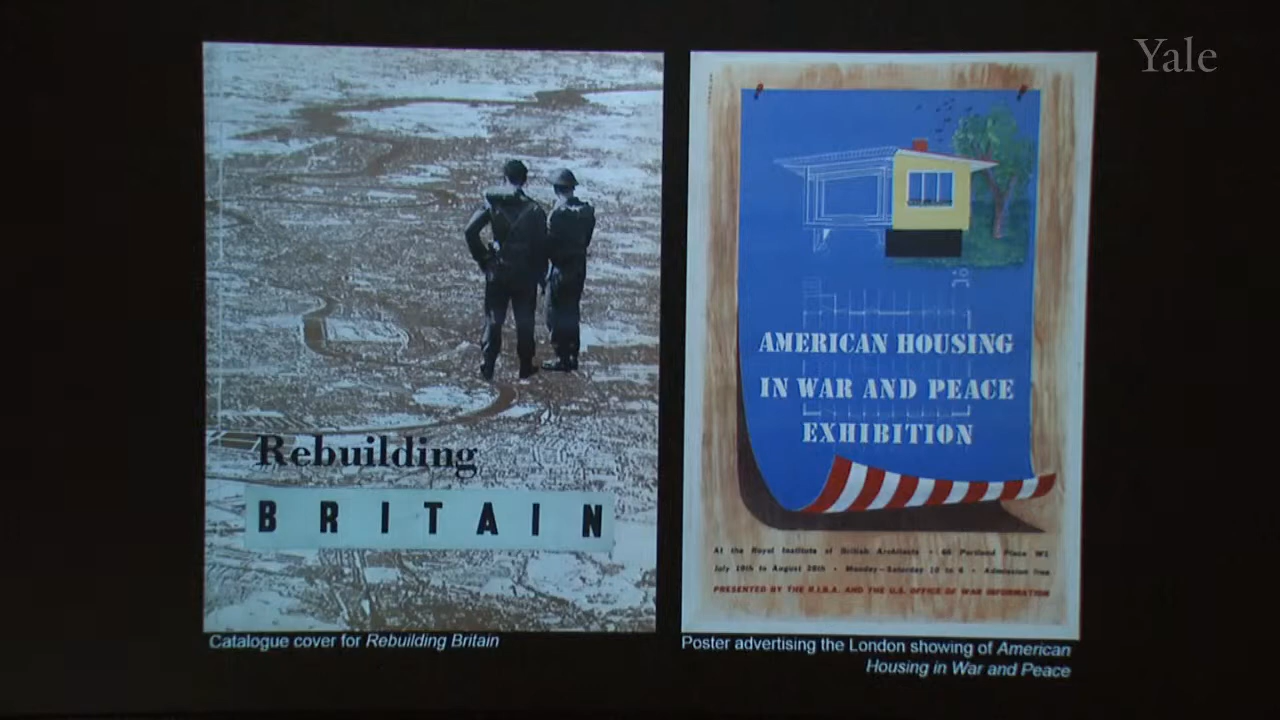 Yale
Rebuilding
BRITAIN
AMERICAN HOUSING
IN WAR AND PEACE
EXHIBITION
At the Royal Institute of British Architects • 66 Portland Place W1
July 19th to August 26th • Monday–Saturday 10 to 6 • Admission free
PRESENTED BY THE R.I.B.A. AND THE U.S. OFFICE OF WAR INFORMATION
Catalogue cover for Rebuilding Britain
Poster advertising the London showing of American
Housing in War and Peace